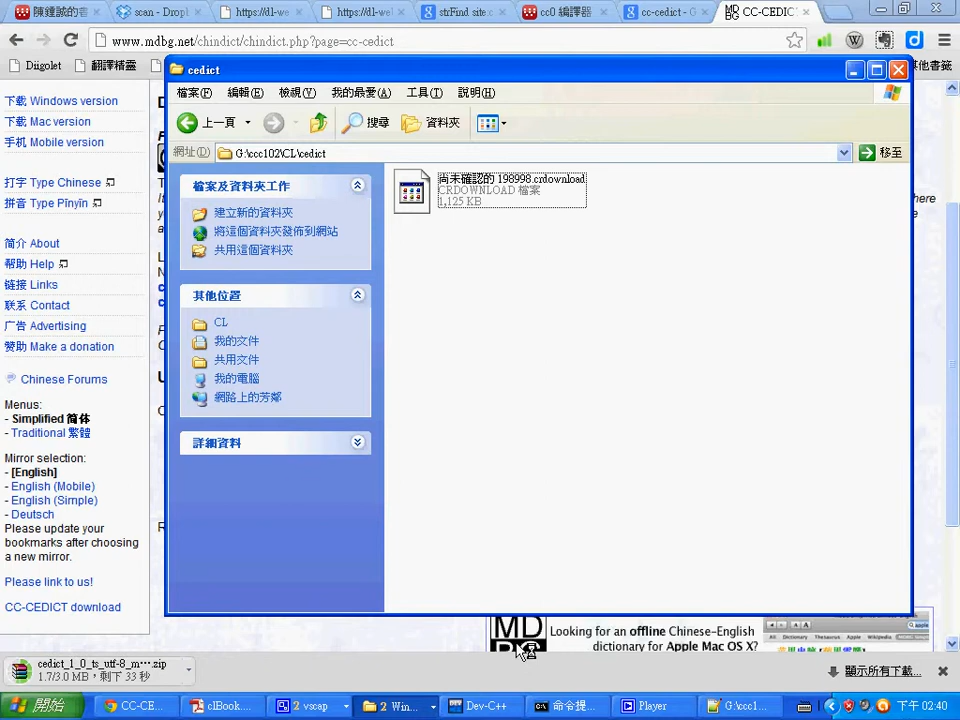 陳鍾誠的書
scan - Dropl
https://dl-we
https://dl-wel
strFind site:c
cc0 編譯器
cc-cedict - G
CC-CEDIC
www.mdbg.net/chindict/chindict.php?page=cc-cedict
Diigolet
翻譯精靈
其他書籤
下载 Windows version
下载 Mac version
手机 Mobile version
打字 Type Chinese
拼音 Type Pīnyīn
简介 About
帮助 Help
链接 Links
联系 Contact
广告 Advertising
赞助 Make a donation
Chinese Forums
Menus:
- Simplified 简体
- Traditional 繁體
Mirror selection:
- [English]
- English (Mobile)
- English (Simple)
- Deutsch
Please update your
bookmarks after choosing
a new mirror.
Please link to us!
CC-CEDICT download
cedict
檔案(F)
編輯(E)
檢視(V)
我的最愛(A)
工具(T)
說明(H)
上一頁
搜尋
資料夾
網址(D)
G:\ccc102\CL\cedict
移至
檔案及資料夾工作
建立新的資料夾
將這個資料夾發佈到網站
共用這個資料夾
其他位置
CL
我的文件
共用文件
我的電腦
網路上的芳鄰
詳細資料
尚未確認的 198998.crdownload
CRDOWNLOAD 檔案
1,125 KB
here
MD
Looking for an offline Chinese-English
dictionary for Apple Mac OS X?
cedict_1_0_ts_utf-8_m....zip
1.7/3.0 MB，剩下 33 秒
顯示所有下載...
開始
CC-CE...
clBook...
2 vscap
2 Win...
Dev-C++
命令提...
Player
G:\ccc1...
下午 02:40